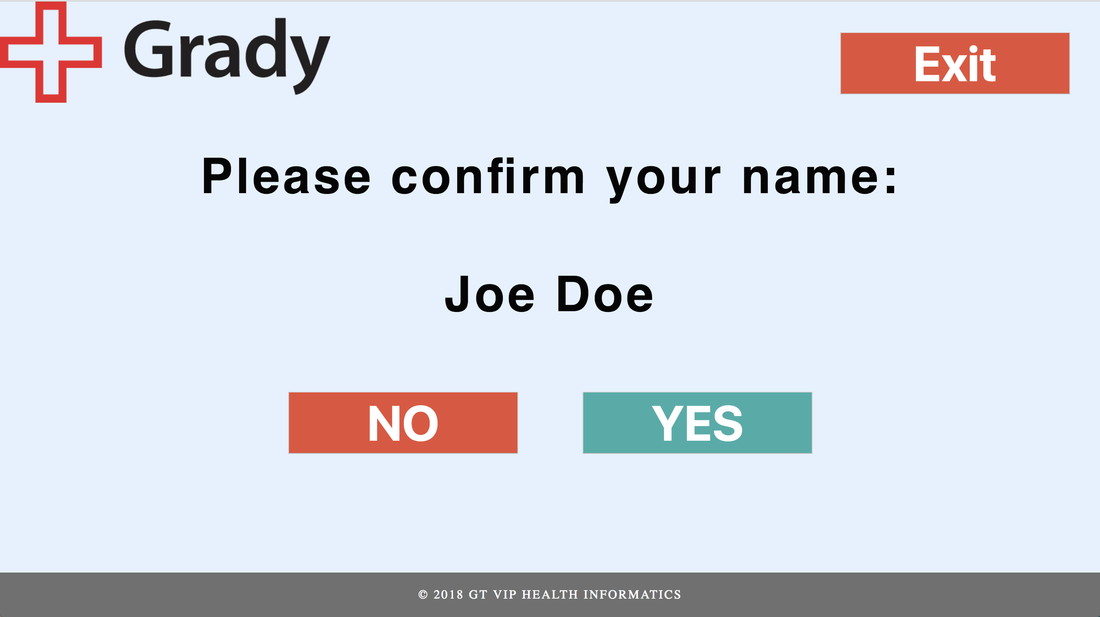 Grady
Exit
Please confirm your name:
Joe Doe
NO YES
© 2018 GT VIP HEALTH INFORMATICS